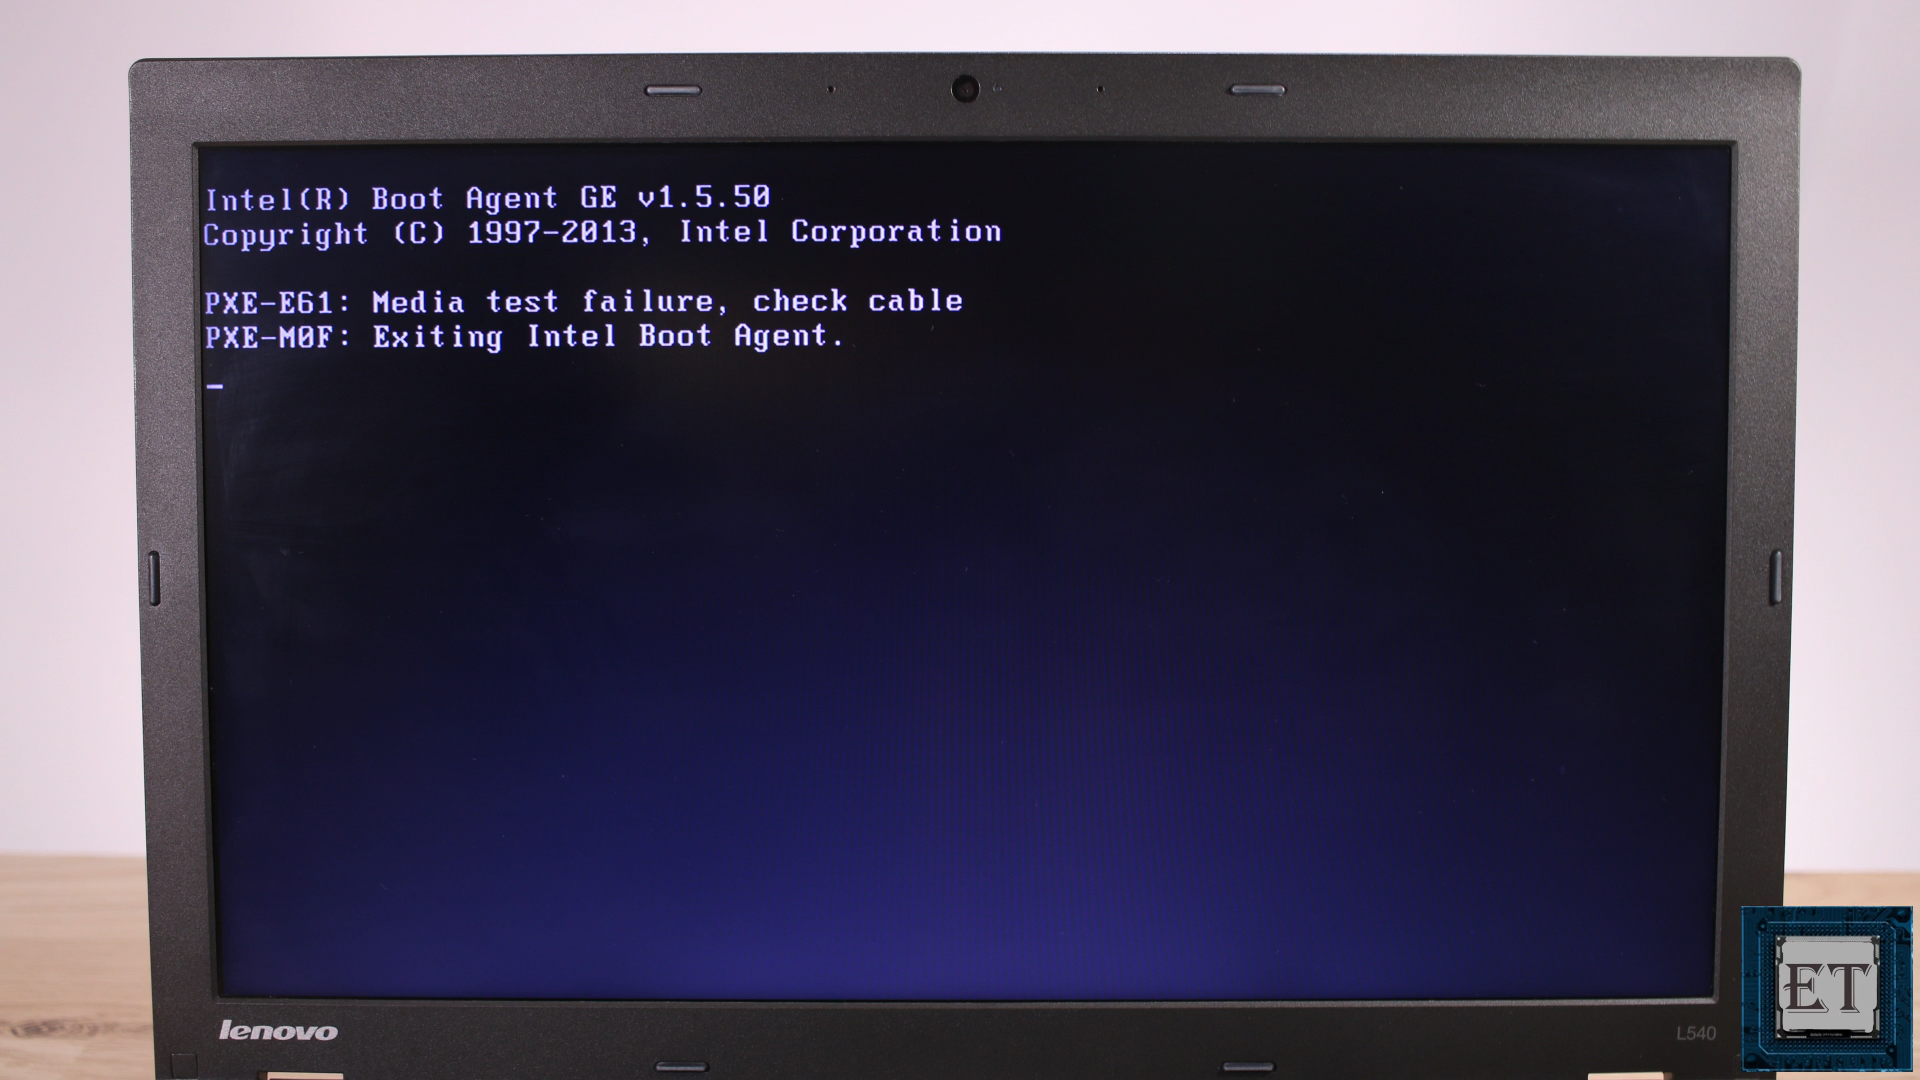 Intel(R) Boot Agent GE v1.5.50
Copyright (C) 1997-2013, Intel Corporation
PXE-E61: Media test failure, check cable
PXE-M0F: Exiting Intel Boot Agent.
_
lenovo
L540
ET